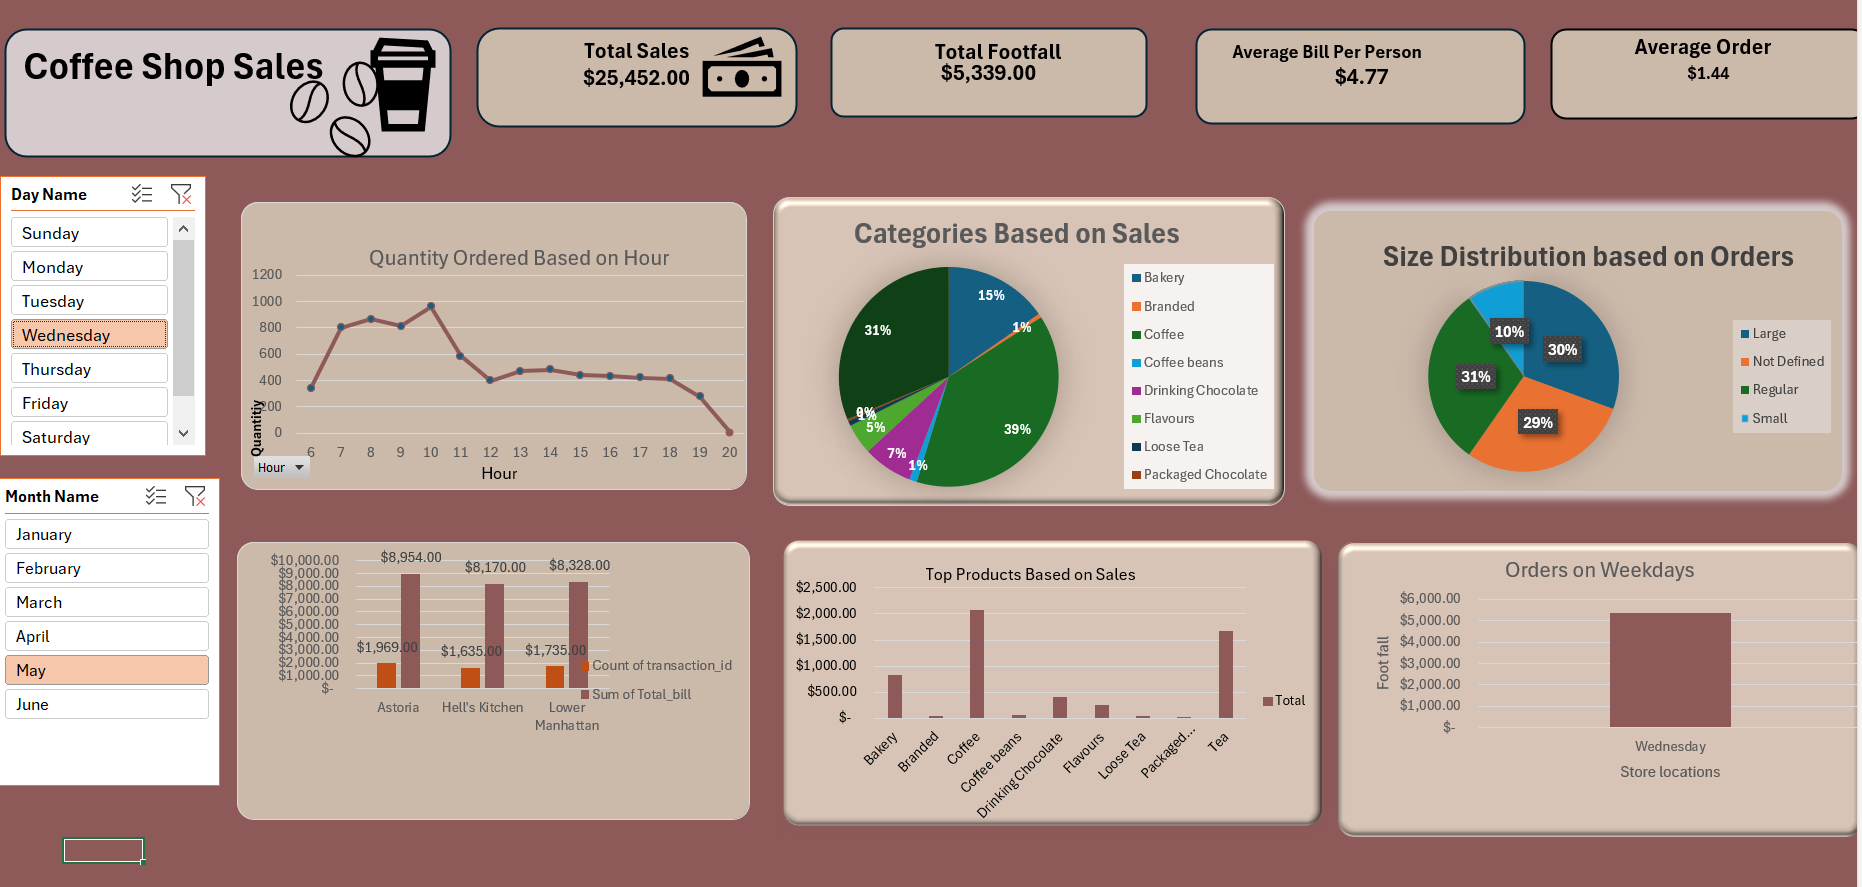 Coffee Shop Sales
Total Sales
$25,452.00
Total Footfall
$5,339.00
Average Bill Per Person
$4.77
Average Order
$1.44
Day Name
Sunday
Monday
Tuesday
Wednesday
Thursday
Friday
Saturday
Month Name
January
February
March
April
May
June
Quantity Ordered Based on Hour
1200
1000
800
600
400
200
0
Quantitiy
6 7 8 9 10 11 12 13 14 15 16 17 18 19 20
Hour
Hour
Categories Based on Sales
15%
1%
39%
1%
7%
5%
1%
0%
31%
Bakery
Branded
Coffee
Coffee beans
Drinking Chocolate
Flavours
Loose Tea
Packaged Chocolate
Size Distribution based on Orders
30%
29%
31%
10%
Large
Not Defined
Regular
Small
$10,000.00
$9,000.00
$8,000.00
$7,000.00
$6,000.00
$5,000.00
$4,000.00
$3,000.00
$2,000.00
$1,000.00
$-
$8,954.00
$8,170.00
$8,328.00
$1,969.00
$1,635.00
$1,735.00
Astoria
Hell's Kitchen
Lower
Manhattan
Count of transaction_id
Sum of Total_bill
Top Products Based on Sales
$2,500.00
$2,000.00
$1,500.00
$1,000.00
$500.00
$-
Bakery
Branded
Coffee
Coffee beans
Drinking Chocolate
Flavours
Loose Tea
Packaged...
Tea
Total
Orders on Weekdays
$6,000.00
$5,000.00
$4,000.00
$3,000.00
$2,000.00
$1,000.00
$-
Foot fall
Wednesday
Store locations